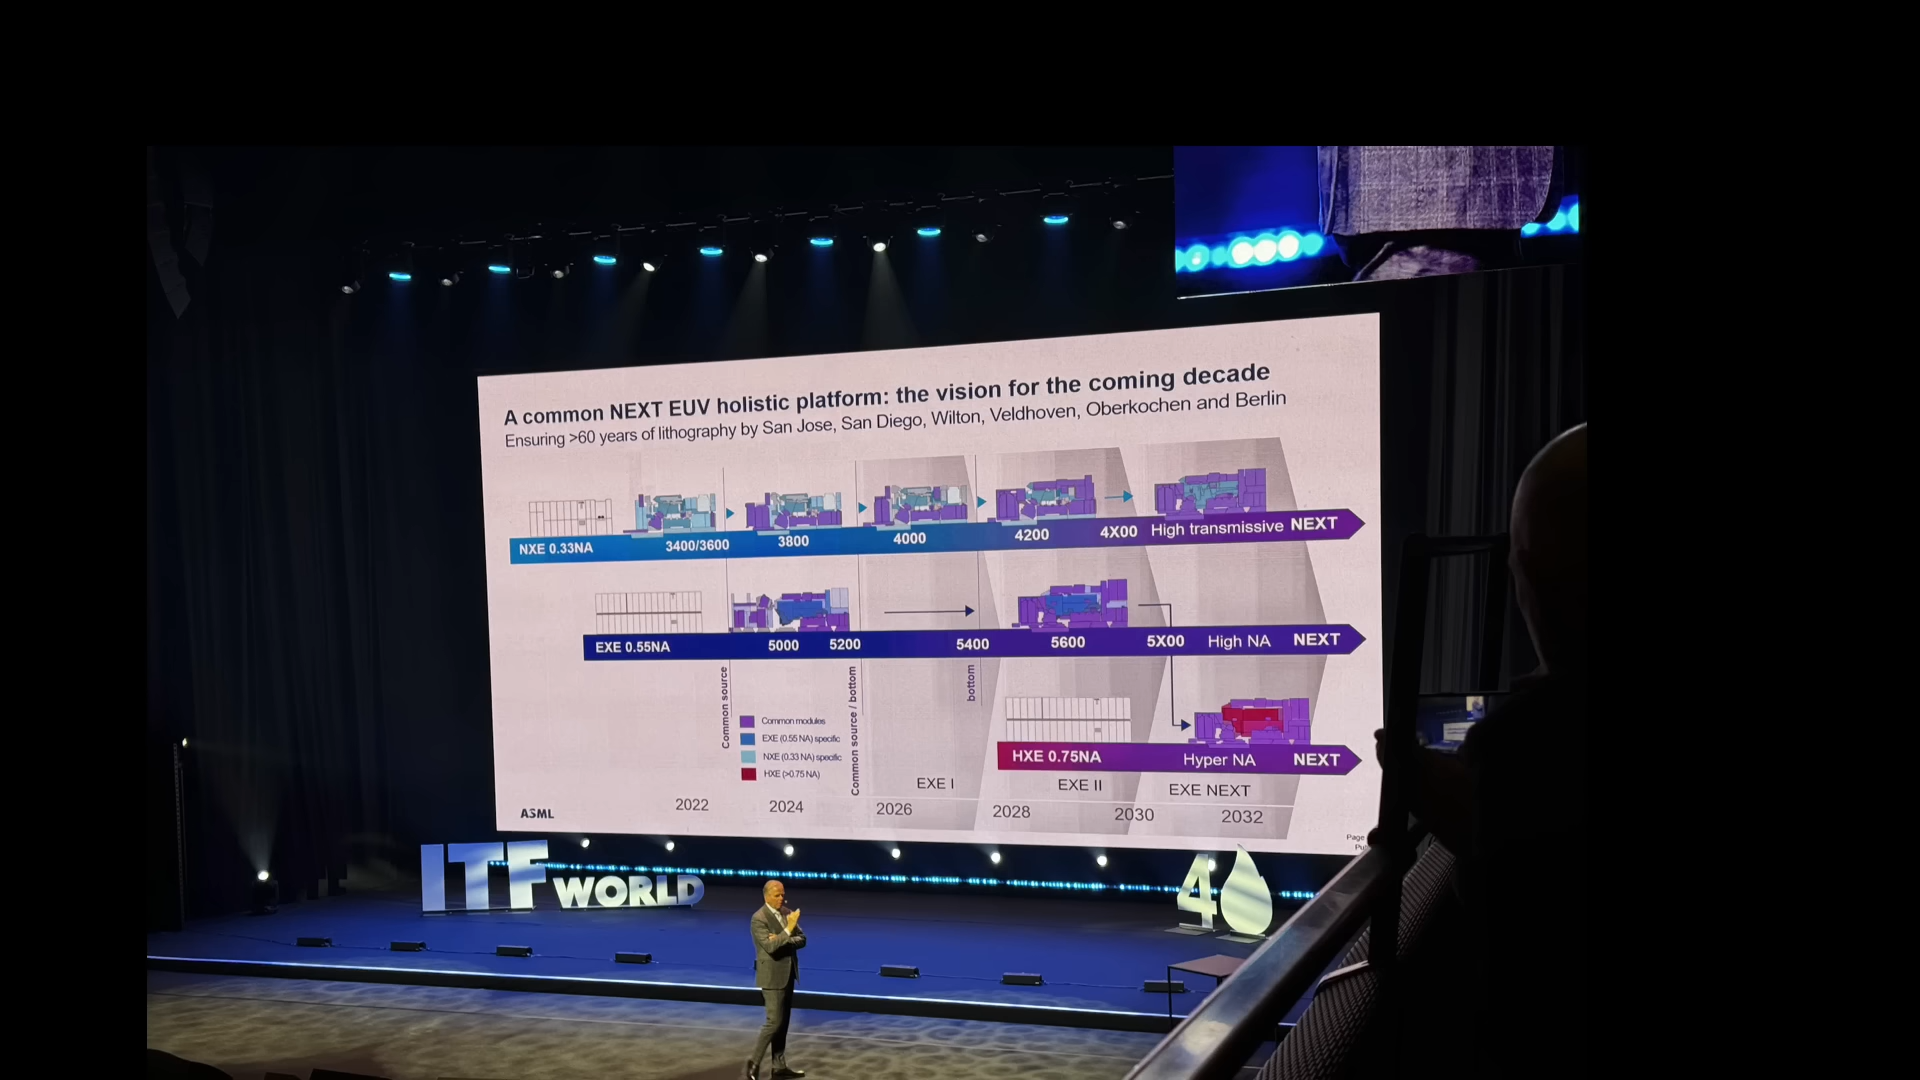 A common NEXT EUV holistic platform: the vision for the coming decade
Ensuring >60 years of lithography by San Jose, San Diego, Wilton, Veldhoven, Oberkochen and Berlin
NXE 0.33NA 3400/3600 3800 4000 4200 4X00 High transmissive NEXT
EXE 0.55NA 5000 5200 5400 5600 5X00 High NA NEXT
Common source
Common source / bottom
bottom
Common modules
EXE (0.55 NA) specific
NXE (0.33 NA) specific
HXE (>0.75 NA)
HXE 0.75NA Hyper NA NEXT
EXE I EXE II EXE NEXT
2022 2024 2026 2028 2030 2032
ASML
Page
ITF WORLD
40